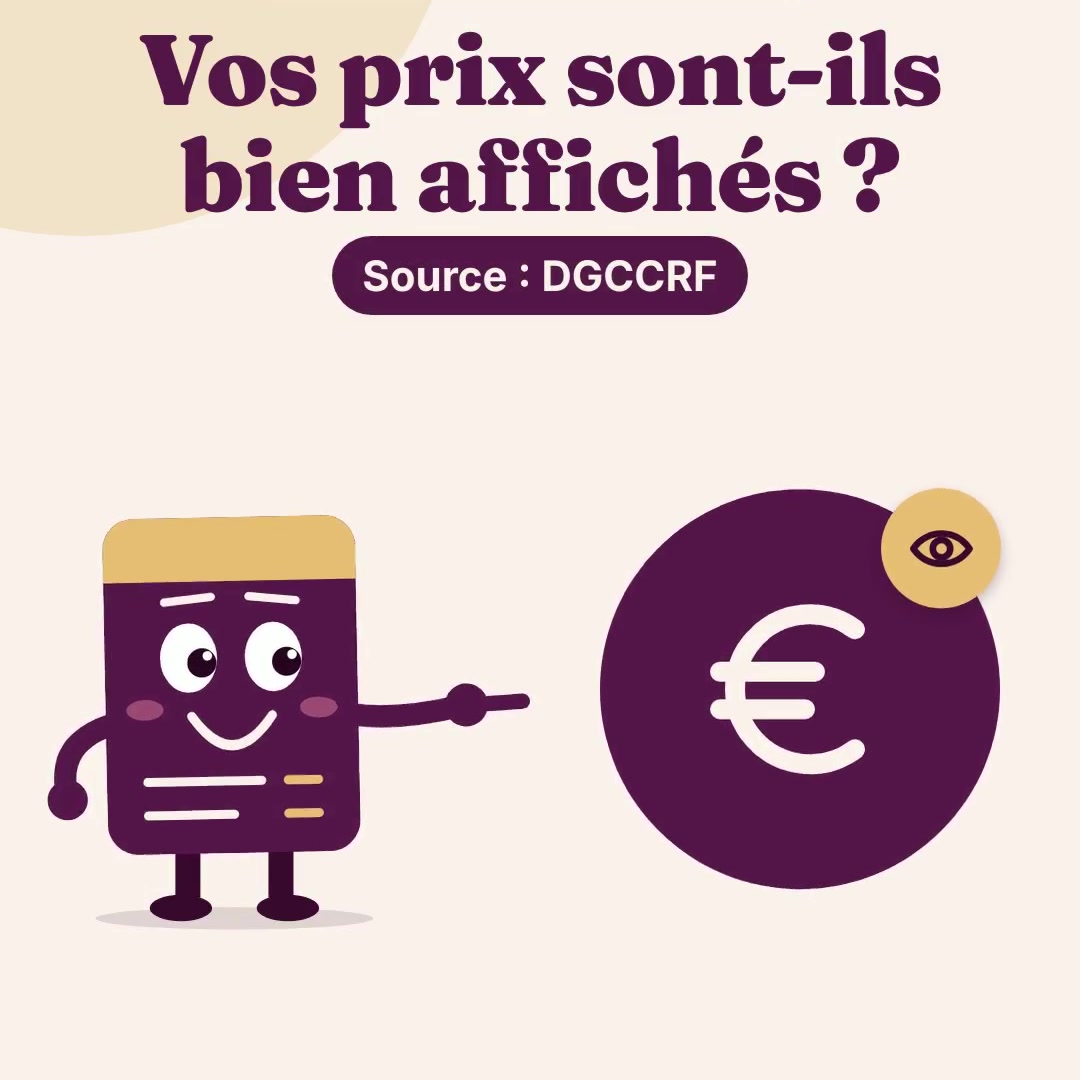 Vos prix sont-ils
bien affichés ?
Source : DGCCRF
€